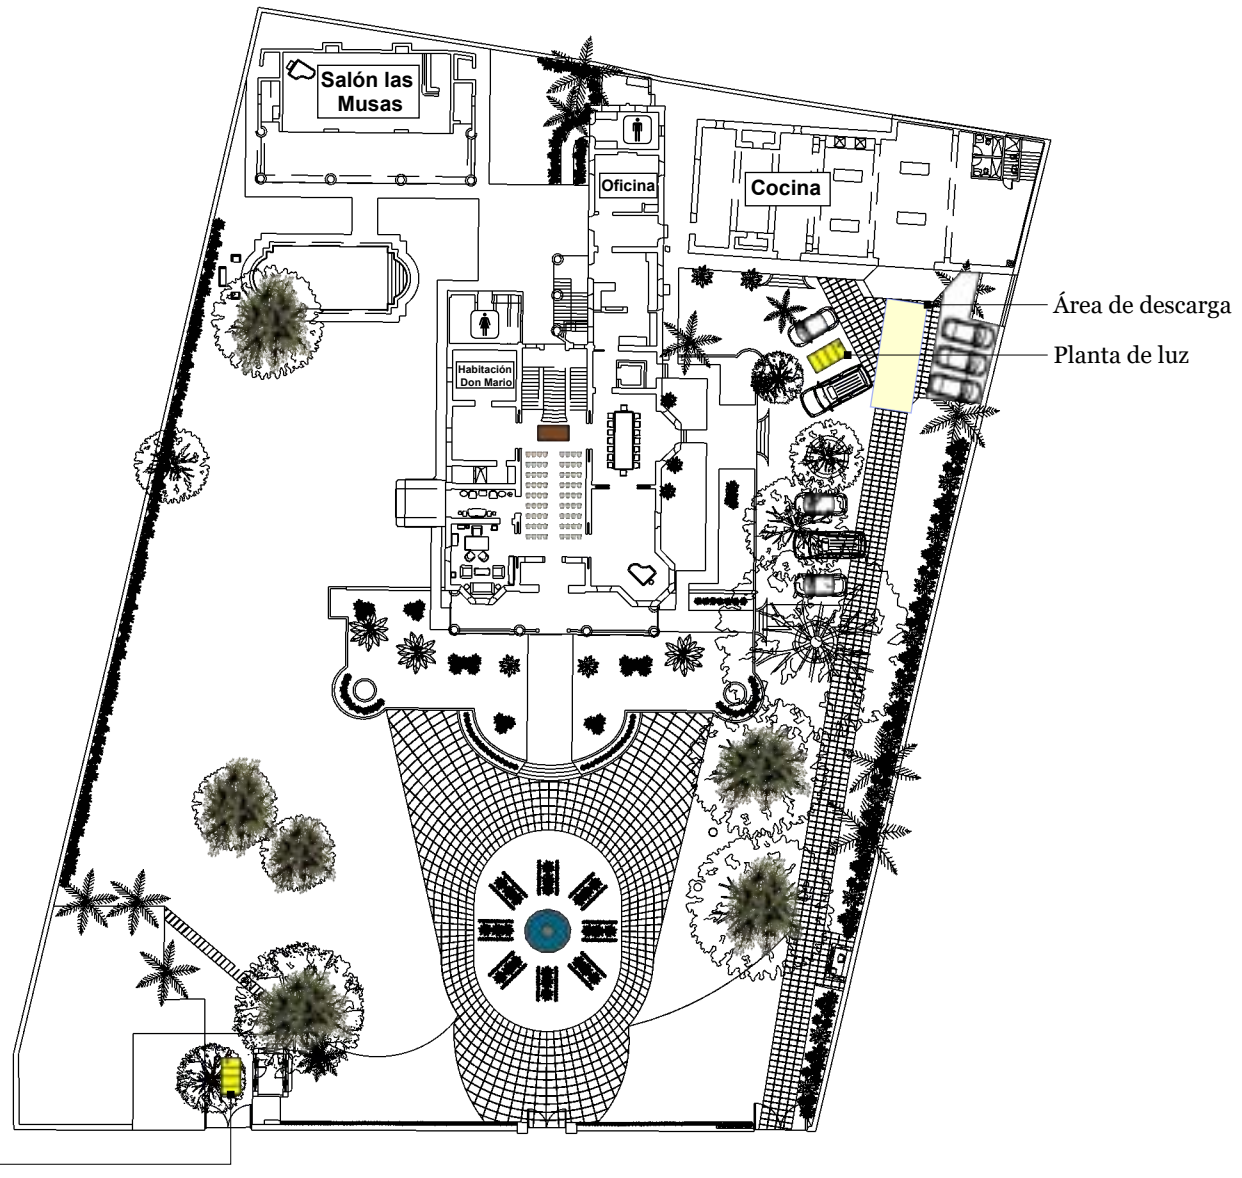 Salón las
Musas
Oficina
Cocina
Área de descarga
Planta de luz
Habitación
Don Mario